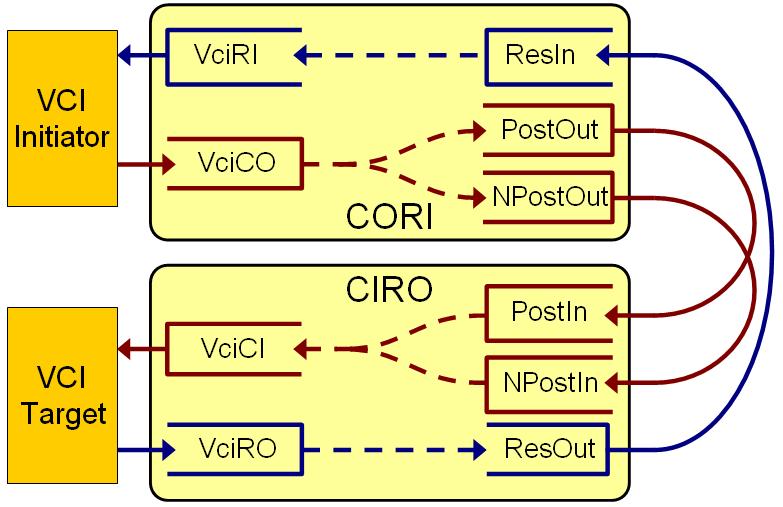 VCI
Initiator
VciRI
ResIn
VciCO
PostOut
NPostOut
CORI
CIRO
VCI
Target
VciCI
PostIn
NPostIn
VciRO
ResOut